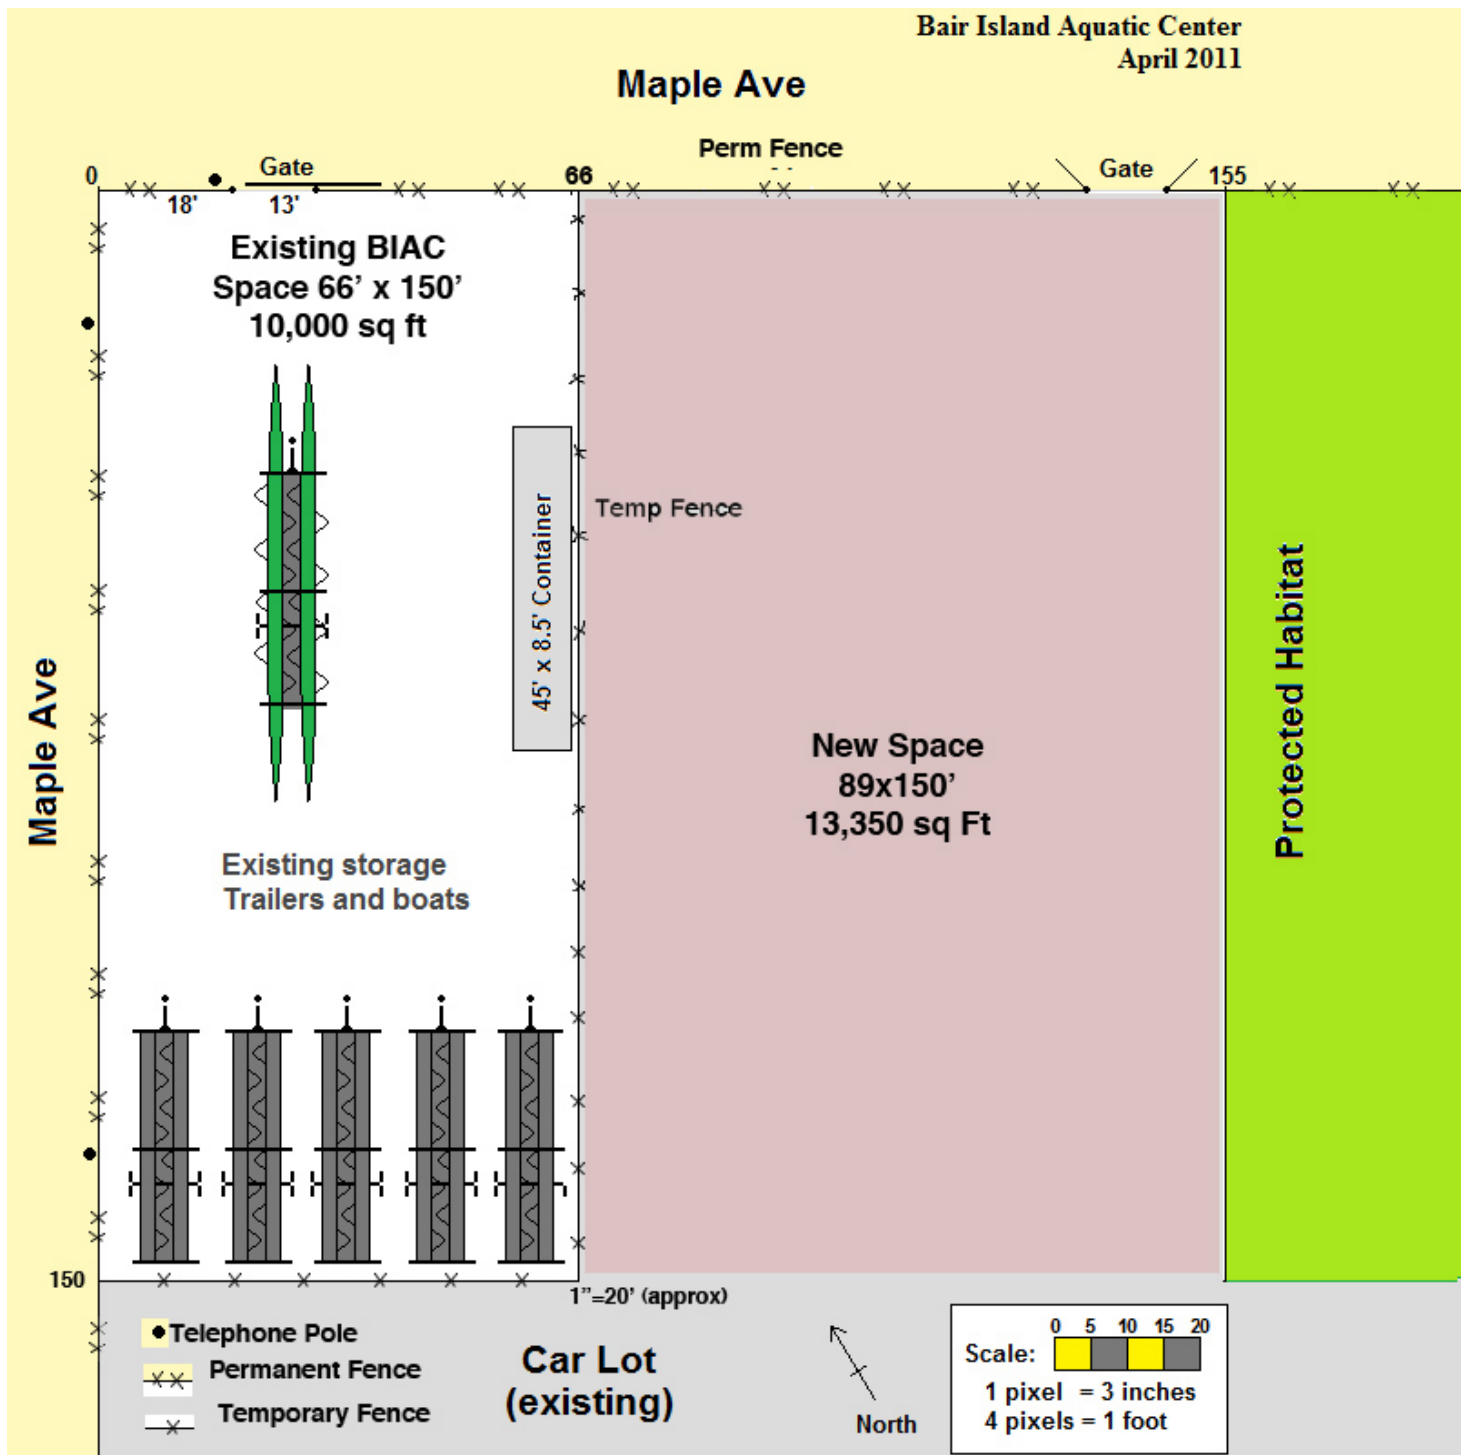 Bair Island Aquatic Center
April 2011
Maple Ave
Perm Fence
Gate
Gate
0
66
155
18'
13'
Existing BIAC
Space 66’ x 150’
10,000 sq ft
45' x 8.5' Container
Temp Fence
Maple Ave
New Space
89x150’
13,350 sq Ft
Protected Habitat
Existing storage
Trailers and boats
150
1”=20’ (approx)
Telephone Pole
Permanent Fence
Temporary Fence
Car Lot
(existing)
North
0 5 10 15 20
Scale:
1 pixel = 3 inches
4 pixels = 1 foot